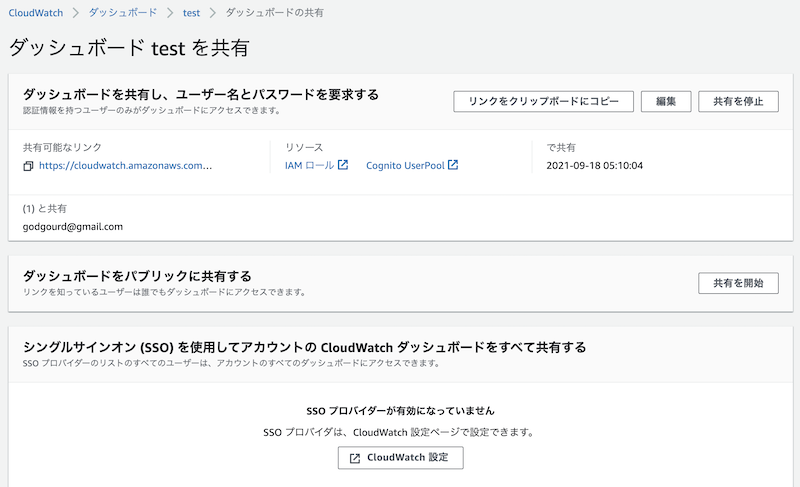 CloudWatch > ダッシュボード > test > ダッシュボードの共有
ダッシュボード test を共有
ダッシュボードを共有し、ユーザー名とパスワードを要求する
認証情報を持つユーザーのみがダッシュボードにアクセスできます。
リンクをクリップボードにコピー 編集 共有を停止
共有可能なリンク リソース で共有
https://cloudwatch.amazonaws.com... IAM ロール Cognito UserPool 2021-09-18 05:10:04
(1) と共有
godgourd@gmail.com
ダッシュボードをパブリックに共有する
リンクを知っているユーザーは誰でもダッシュボードにアクセスできます。
共有を開始
シングルサインオン (SSO) を使用してアカウントの CloudWatch ダッシュボードをすべて共有する
SSO プロバイダーのリストのすべてのユーザーは、アカウントのすべてのダッシュボードにアクセスできます。
SSO プロバイダーが有効になっていません
SSO プロバイダは、CloudWatch 設定ページで設定できます。
CloudWatch 設定